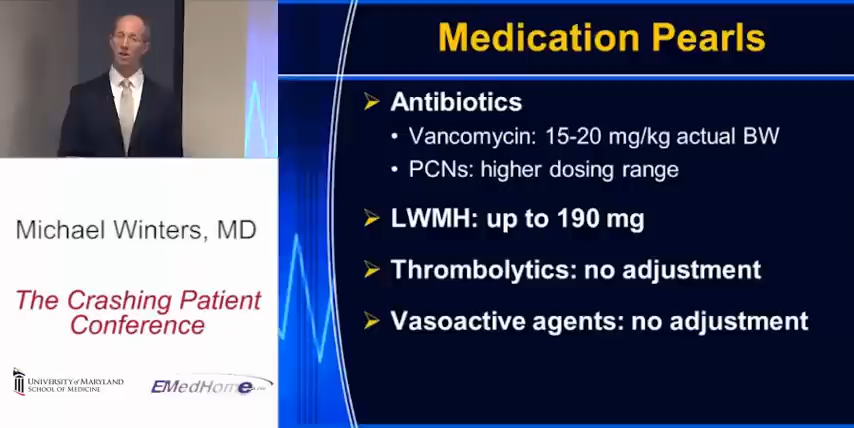 Medication Pearls
Antibiotics
• Vancomycin: 15-20 mg/kg actual BW
• PCNs: higher dosing range
LWMH: up to 190 mg
Thrombolytics: no adjustment
Vasoactive agents: no adjustment
Michael Winters, MD
The Crashing Patient
Conference
UNIVERSITY of MARYLAND
SCHOOL OF MEDICINE
EMedHome